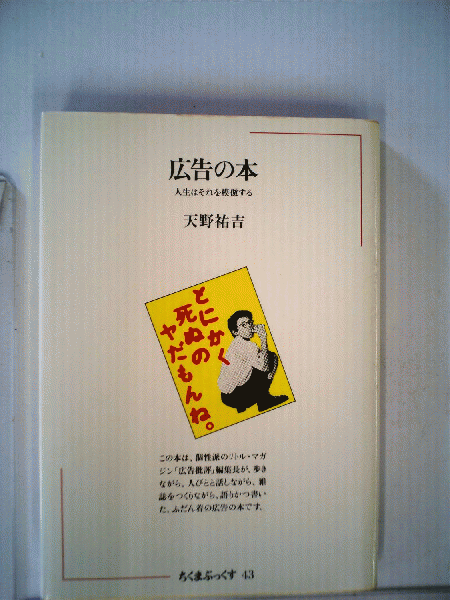 広告の本
人生はそれを模倣する
天野祐吉
とにかく
死ぬの
ヤだもんね。
この本は、個性派のリトル・マガ
ジン「広告批評」編集長が、歩き
ながら、人びとと話しながら、雑
誌をつくりながら、語りかつ書い
た、ふだん着の広告の本です。
ちくまぶっくす 43